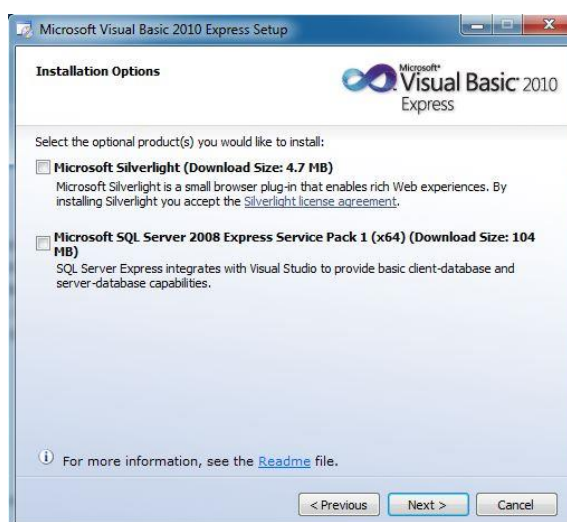 Microsoft Visual Basic 2010 Express Setup
Installation Options
Microsoft®
Visual Basic® 2010
Express
Select the optional product(s) you would like to install:
Microsoft Silverlight (Download Size: 4.7 MB)
Microsoft Silverlight is a small browser plug-in that enables rich Web experiences. By
installing Silverlight you accept the Silverlight license agreement.
Microsoft SQL Server 2008 Express Service Pack 1 (x64) (Download Size: 104
MB)
SQL Server Express integrates with Visual Studio to provide basic client-database and
server-database capabilities.
For more information, see the Readme file.
< Previous Next > Cancel